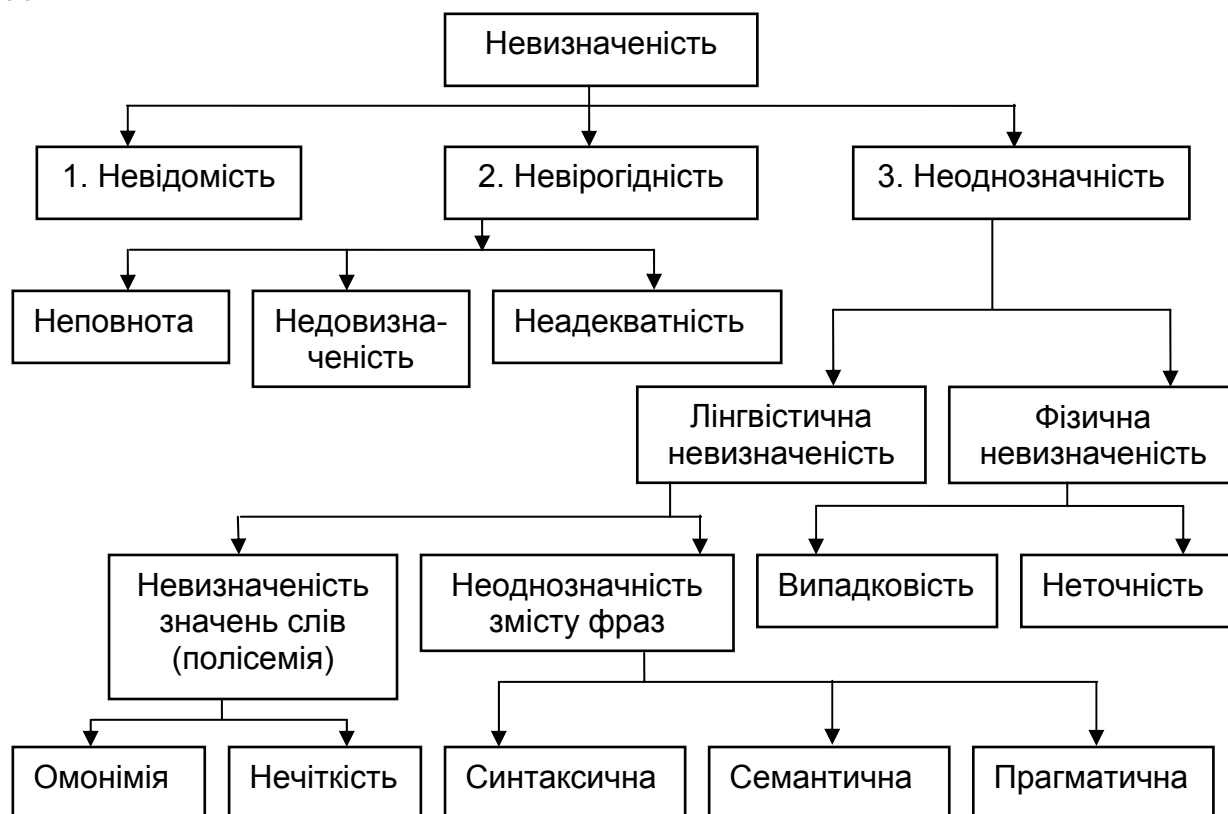 Невизначеність
1. Невідомість
2. Невірогідність
3. Неоднозначність
Неповнота
Недовизна-
ченість
Неадекватність
Лінгвістична
невизначеність
Фізична
невизначеність
Невизначеність
значень слів
(полісемія)
Неоднозначність
змісту фраз
Випадковість
Неточність
Омонімія
Нечіткість
Синтаксична
Семантична
Прагматична